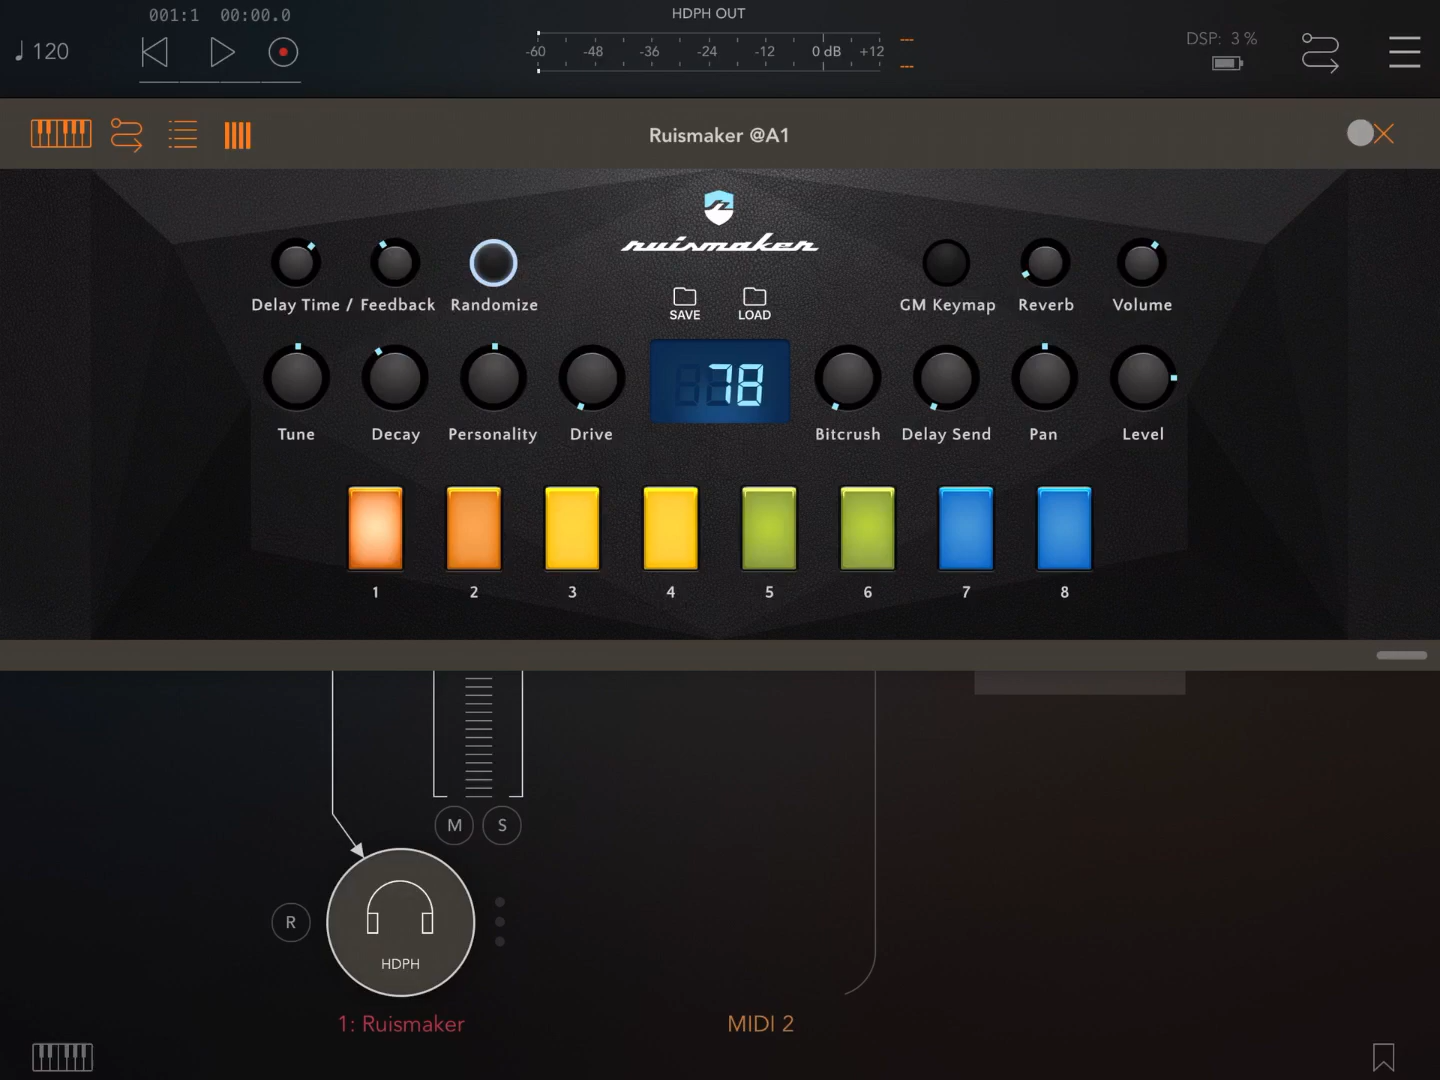 001:1 00:00.0
HDPH OUT
♩ 120
-60 -48 -36 -24 -12 0 dB +12
---
---
DSP: 3 %
Ruismaker @A1
ruismaker
Delay Time / Feedback Randomize
SAVE LOAD
GM Keymap Reverb Volume
78
Tune Decay Personality Drive
Bitcrush Delay Send Pan Level
1 2 3 4 5 6 7 8
M S
R
HDPH
1: Ruismaker
MIDI 2